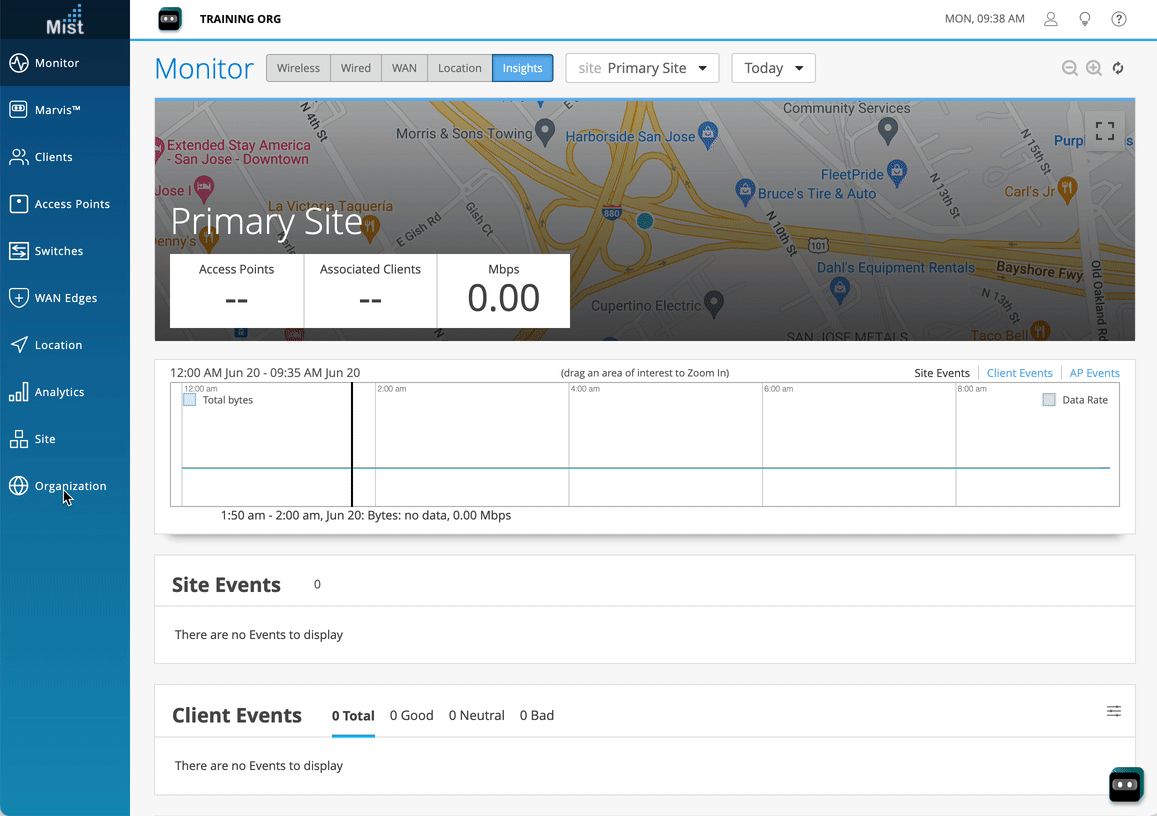 Mist
TRAINING ORG
MON, 09:38 AM
Monitor
Marvis™
Clients
Access Points
Switches
WAN Edges
Location
Analytics
Site
Organization
Monitor
Wireless
Wired
WAN
Location
Insights
site Primary Site
Today
N 4th St
Community Services
Morris & Sons Towing
Harborside San Jose
Extended Stay America
- San Jose - Downtown
N 15th St
Purpl
s
FleetPride
Jose I
Bruce's Tire & Auto
N 13th St
Carl's Jr
La Victoria Taqueria
Gish Ct
880
Primary Site
E Gish Rd
N 10th St
101
Denny's
Dahl's Equipment Rentals
Bayshore Fwy
Old Oakland Rd
N 13th St
Cupertino Electric
SAN JOSE METALS
Taco Bell
Access Points
--
Associated Clients
--
Mbps
0.00
12:00 AM Jun 20 - 09:35 AM Jun 20
(drag an area of interest to Zoom In)
Site Events
Client Events
AP Events
12:00 am
2:00 am
4:00 am
6:00 am
8:00 am
Total bytes
Data Rate
1:50 am - 2:00 am, Jun 20: Bytes: no data, 0.00 Mbps
Site Events 0
There are no Events to display
Client Events 0 Total 0 Good 0 Neutral 0 Bad
There are no Events to display